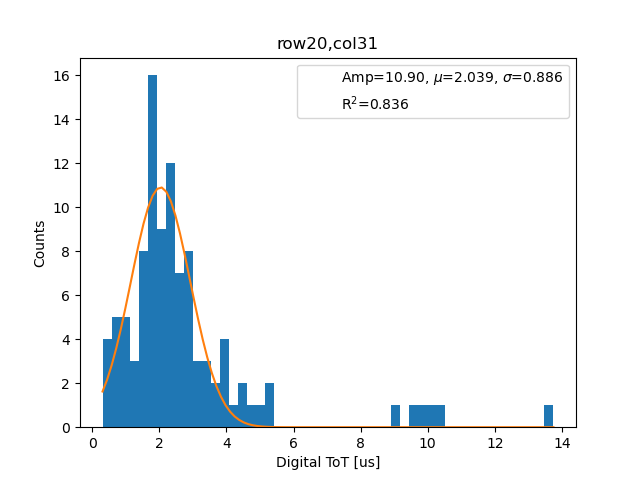 row20,col31
Amp=10.90, μ=2.039, σ=0.886
R²=0.836
16
14
12
10
8
6
4
2
0
Counts
0 2 4 6 8 10 12 14
Digital ToT [us]